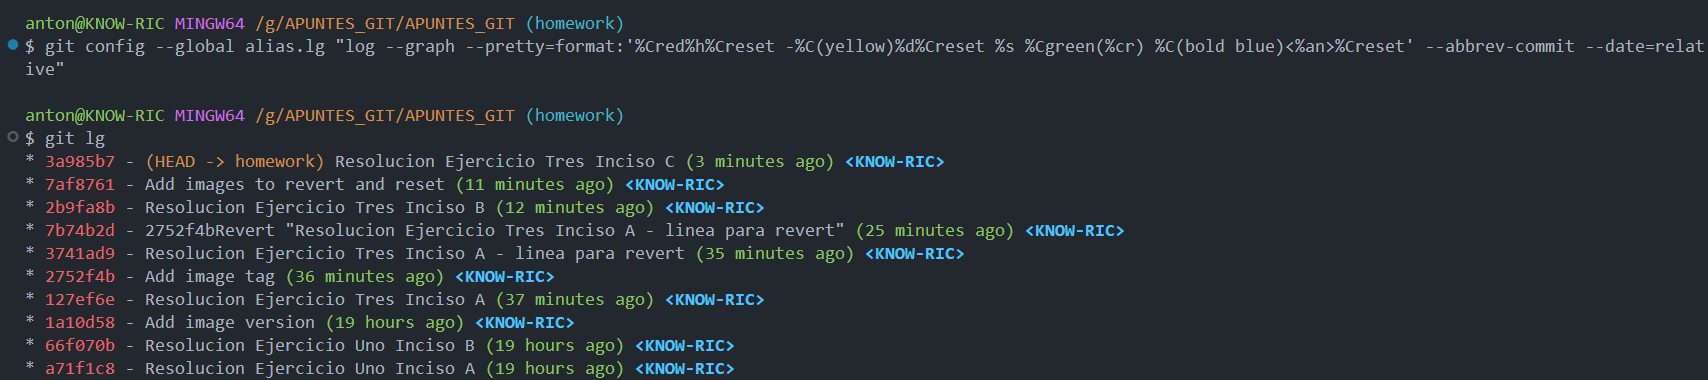 anton@KNOW-RIC MINGW64 /g/APUNTES_GIT/APUNTES_GIT (homework)
$ git config --global alias.lg "log --graph --pretty=format:'%Cred%h%Creset -%C(yellow)%d%Creset %s %Cgreen(%cr) %C(bold blue)<%an>%Creset' --abbrev-commit --date=relat
ive"
anton@KNOW-RIC MINGW64 /g/APUNTES_GIT/APUNTES_GIT (homework)
$ git lg
* 3a985b7 - (HEAD -> homework) Resolucion Ejercicio Tres Inciso C (3 minutes ago) <KNOW-RIC>
* 7af8761 - Add images to revert and reset (11 minutes ago) <KNOW-RIC>
* 2b9fa8b - Resolucion Ejercicio Tres Inciso B (12 minutes ago) <KNOW-RIC>
* 7b74b2d - 2752f4bRevert "Resolucion Ejercicio Tres Inciso A - linea para revert" (25 minutes ago) <KNOW-RIC>
* 3741ad9 - Resolucion Ejercicio Tres Inciso A - linea para revert (35 minutes ago) <KNOW-RIC>
* 2752f4b - Add image tag (36 minutes ago) <KNOW-RIC>
* 127ef6e - Resolucion Ejercicio Tres Inciso A (37 minutes ago) <KNOW-RIC>
* 1a10d58 - Add image version (19 hours ago) <KNOW-RIC>
* 66f070b - Resolucion Ejercicio Uno Inciso B (19 hours ago) <KNOW-RIC>
* a71f1c8 - Resolucion Ejercicio Uno Inciso A (19 hours ago) <KNOW-RIC>